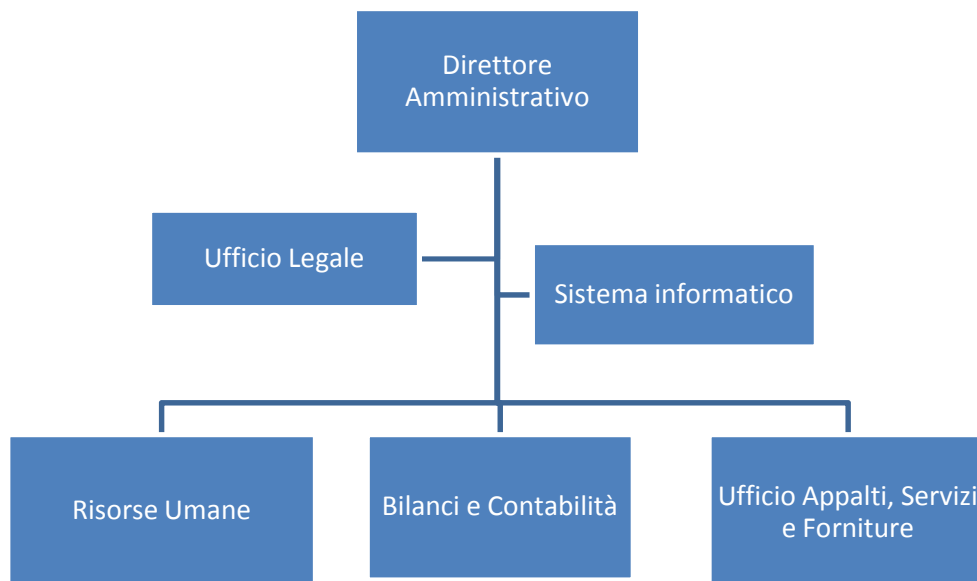 Direttore
Amministrativo
Ufficio Legale
Sistema informatico
Risorse Umane
Bilanci e Contabilità
Ufficio Appalti, Servizi
e Forniture